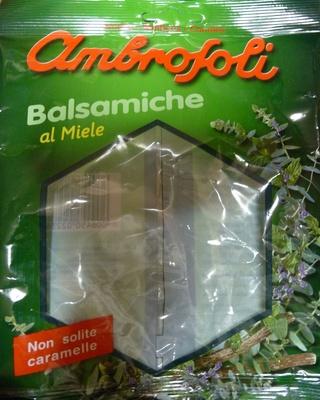 Ambrosoli
Balsamiche
al Miele
Non solite
caramelle